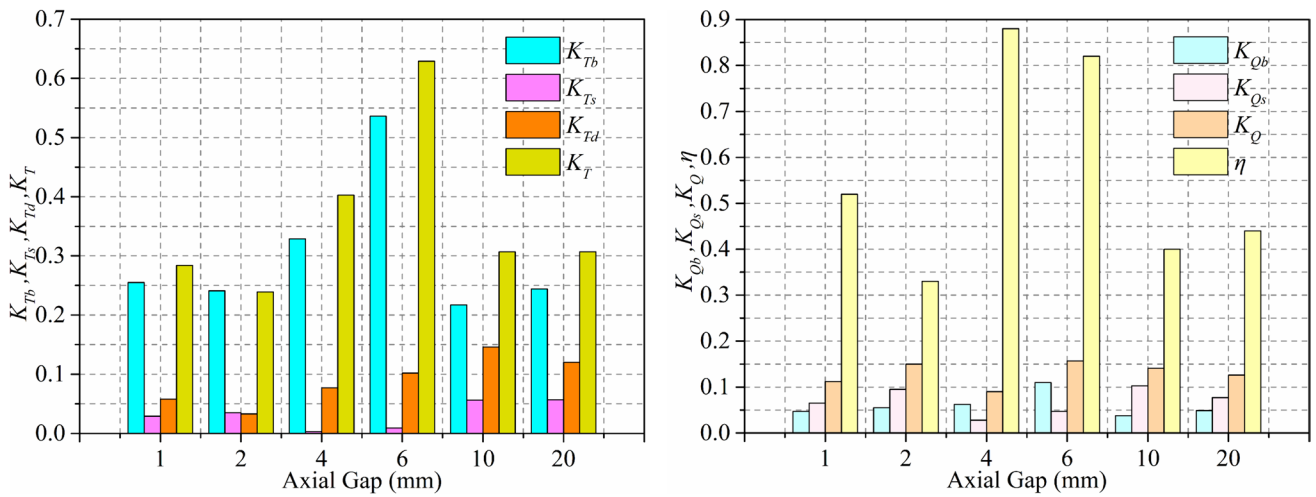 0.7
0.6
0.5
0.4
0.3
0.2
0.1
0.0
K_Tb, K_Ts, K_Td, K_T
K_Tb
K_Ts
K_Td
K_T
1 2 4 6 10 20
Axial Gap (mm)
0.9
0.8
0.7
0.6
0.5
0.4
0.3
0.2
0.1
0.0
K_Qb, K_Qs, K_Q, η
K_Qb
K_Qs
K_Q
η
1 2 4 6 10 20
Axial Gap (mm)